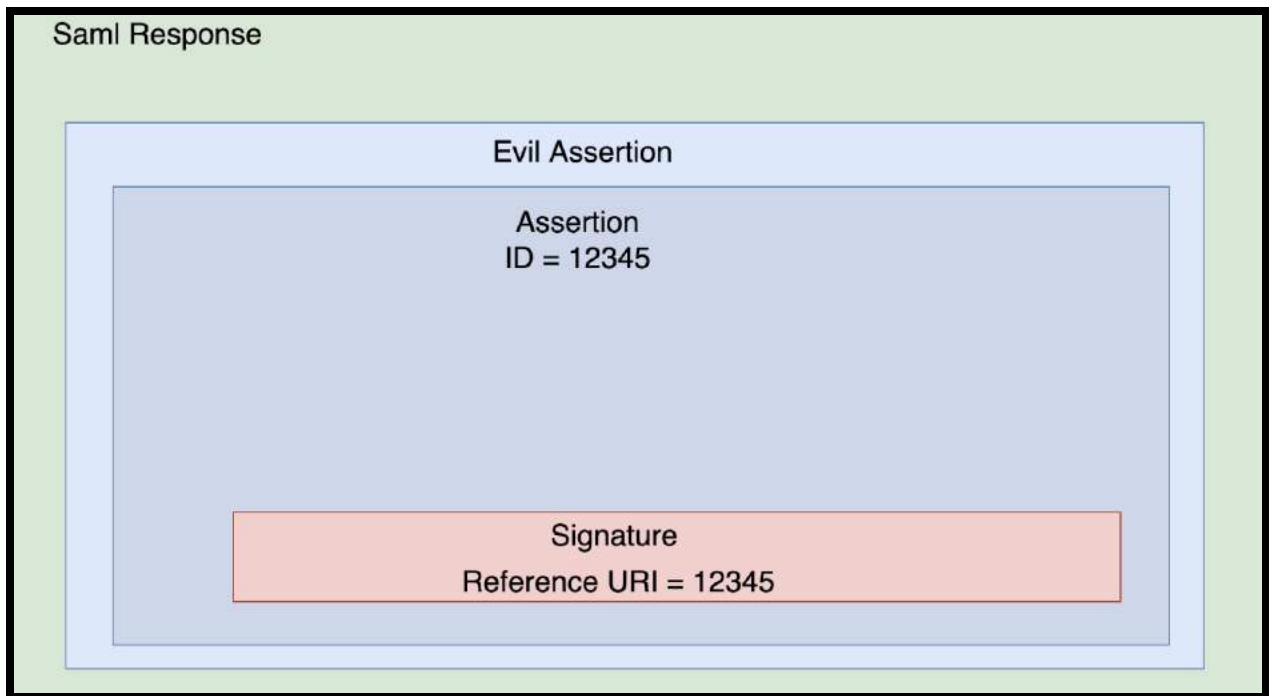 Saml Response
Evil Assertion
Assertion
ID = 12345
Signature
Reference URI = 12345